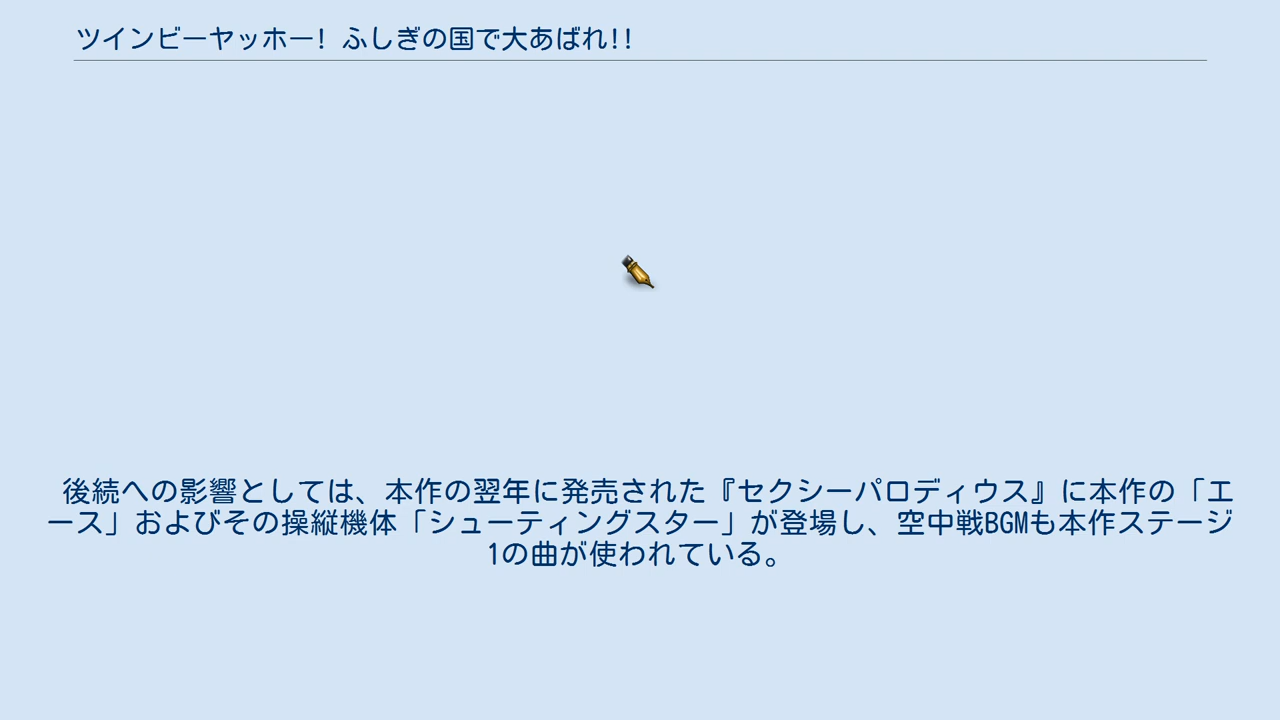 ツインビーヤッホー! ふしぎの国で大あばれ!!
後続への影響としては、本作の翌年に発売された『セクシーパロディウス』に本作の「エ
ース」およびその操縦機体「シューティングスター」が登場し、空中戦BGMも本作ステージ
1の曲が使われている。